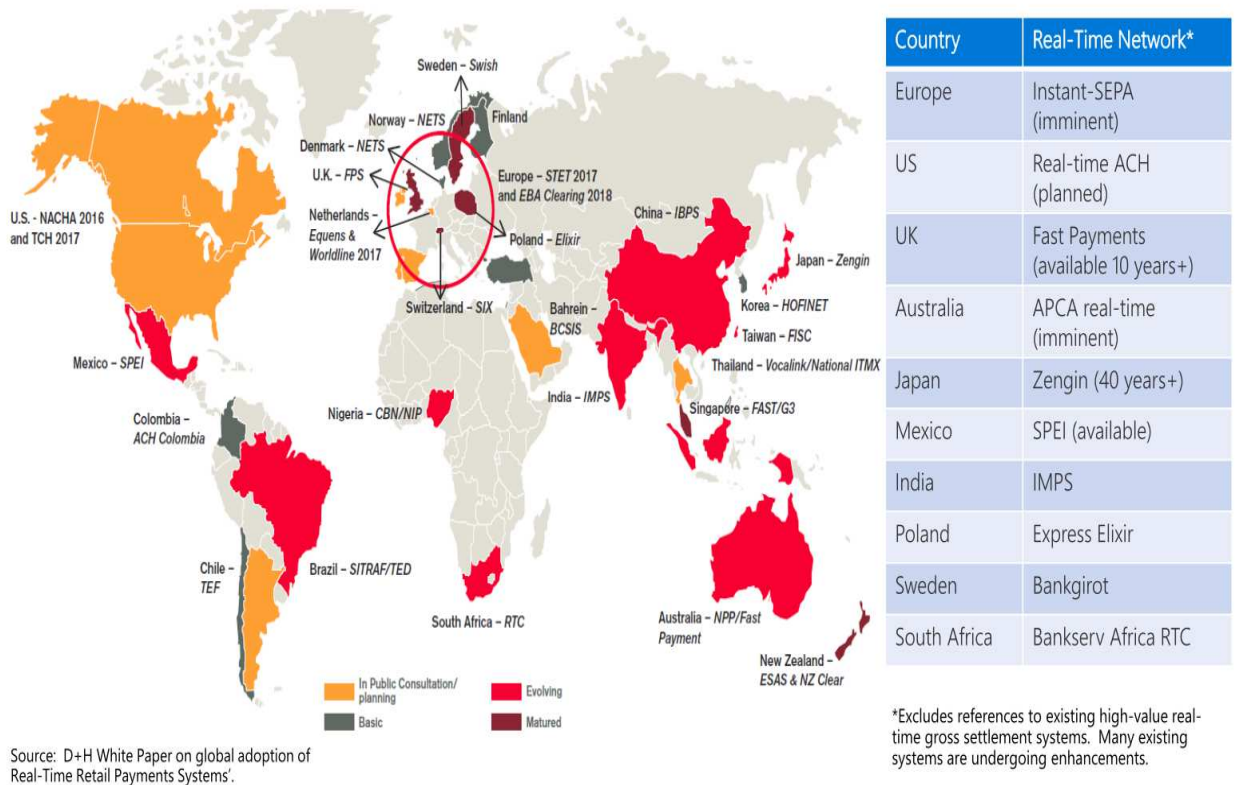 Sweden – Swish
Norway – NETS
Finland
Denmark – NETS
U.K. – FPS
Europe – STET 2017
and EBA Clearing 2018
U.S. - NACHA 2016
and TCH 2017
Netherlands -
Equens &
Worldline 2017
Poland – Elixir
China – IBPS
Japan – Zengin
Switzerland – SIX
Bahrein –
BCSIS
Korea – HOFINET
Taiwan – FISC
Mexico – SPEI
Thailand – Vocalink/National ITMX
India – IMPS
Nigeria – CBN/NIP
Singapore – FAST/G3
Colombia –
ACH Colombia
Chile –
TEF
Brazil – SITRAF/TED
South Africa – RTC
Australia – NPP/Fast
Payment
New Zealand –
ESAS & NZ Clear
In Public Consultation/
planning
Evolving
Basic
Matured
Source: D+H White Paper on global adoption of
Real-Time Retail Payments Systems'.
Country Real-Time Network*
Europe Instant-SEPA
(imminent)
US Real-time ACH
(planned)
UK Fast Payments
(available 10 years+)
Australia APCA real-time
(imminent)
Japan Zengin (40 years+)
Mexico SPEI (available)
India IMPS
Poland Express Elixir
Sweden Bankgirot
South Africa Bankserv Africa RTC
*Excludes references to existing high-value real-
time gross settlement systems. Many existing
systems are undergoing enhancements.